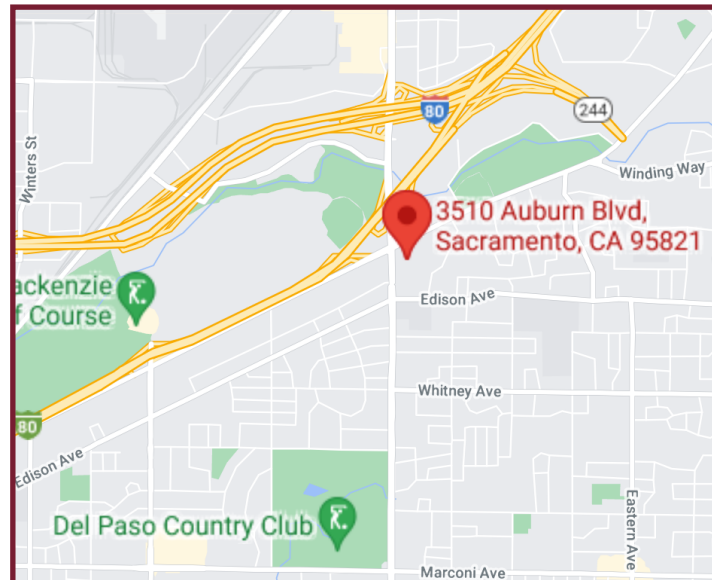 80
244
Winters St
Winding Way
3510 Auburn Blvd,
Sacramento, CA 95821
ackenzie
f Course
Edison Ave
Whitney Ave
80
Edison Ave
Del Paso Country Club
Eastern Ave
Marconi Ave